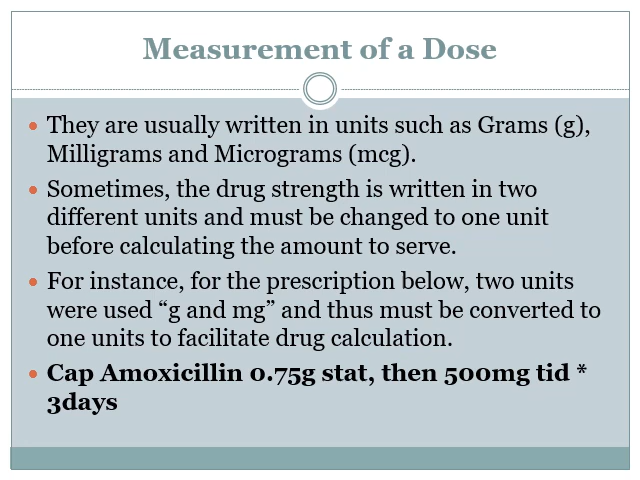 Measurement of a Dose
• They are usually written in units such as Grams (g),
Milligrams and Micrograms (mcg).
• Sometimes, the drug strength is written in two
different units and must be changed to one unit
before calculating the amount to serve.
• For instance, for the prescription below, two units
were used “g and mg” and thus must be converted to
one units to facilitate drug calculation.
• Cap Amoxicillin 0.75g stat, then 500mg tid *
3days